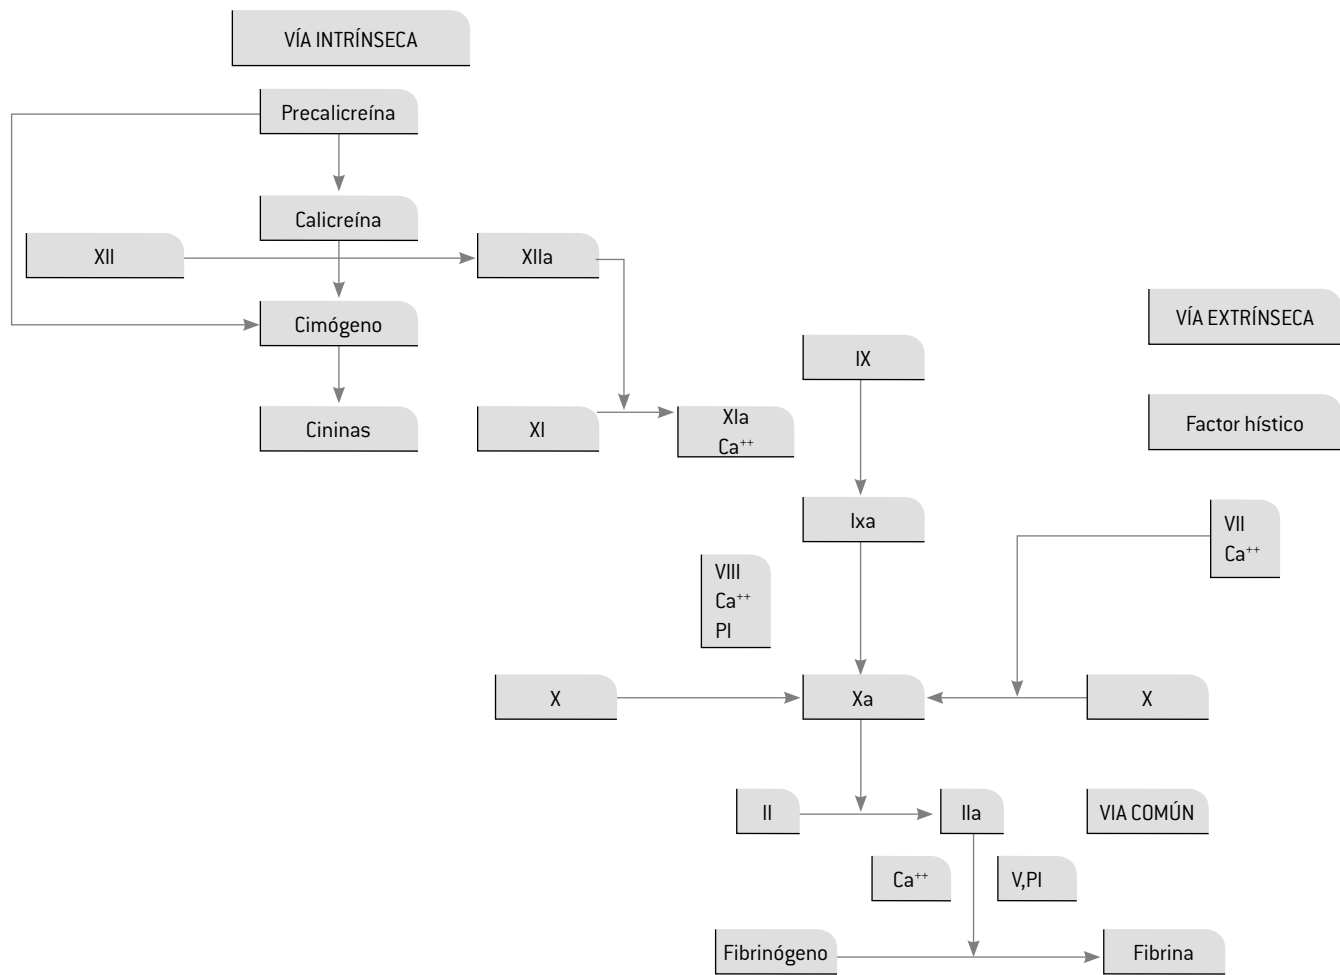 VÍA INTRÍNSECA
Precalicreína
Calicreína
XII
XIIa
Cimógeno
VÍA EXTRÍNSECA
IX
Cininas
XI
XIa
Ca⁺⁺
Factor hístico
Ixa
VII
Ca⁺⁺
VIII
Ca⁺⁺
PI
X
Xa
X
II
IIa
VIA COMÚN
Ca⁺⁺
V,PI
Fibrinógeno
Fibrina